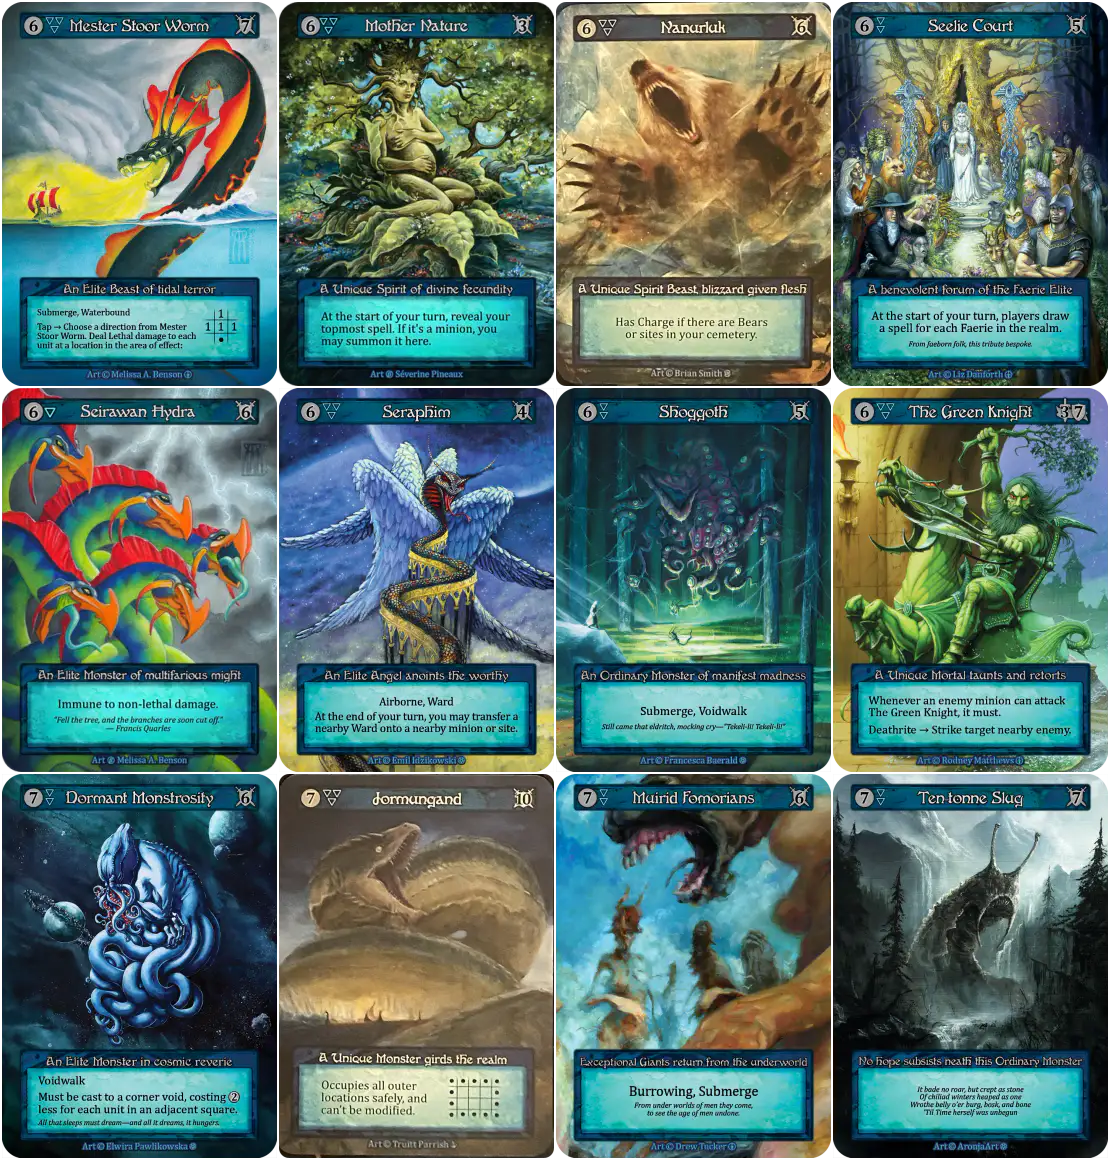 6 Mester Stoor Worm 7
An Elite Beast of tidal terror
Submerge, Waterbound
Tap → Choose a direction from Mester
Stoor Worm. Deal Lethal damage to each
unit at a location in the area of effect:
1
1 1 1
Art © Melissa A. Benson
6 Mother Nature 3
A Unique Spirit of divine fecundity
At the start of your turn, reveal your
topmost spell. If it's a minion, you
may summon it here.
Art @ Séverine Pineaux
6 Nanurluk 6
A Unique Spirit Beast, blizzard given flesh
Has Charge if there are Bears
or sites in your cemetery.
Art © Brian Smith
6 Seelie Court 5
A benevolent forum of the Faerie Elite
At the start of your turn, players draw
a spell for each Faerie in the realm.
From faeborn folk, this tribute bespoke.
Art © Liz Danforth
6 Seirawan Hydra 6
An Elite Monster of multifarious might
Immune to non-lethal damage.
"Fell the tree, and the branches are soon cut off."
— Francis Quarles
Art @ Melissa A. Benson
6 Seraphim 4
An Elite Angel anoints the worthy
Airborne, Ward
At the end of your turn, you may transfer a
nearby Ward onto a nearby minion or site.
Art © Emil Idzikowski
6 Shoggoth 5
An Ordinary Monster of manifest madness
Submerge, Voidwalk
Still came that eldritch, mocking cry—"Tekeli-li! Tekeli-li!"
Art © Francesca Baerald
6 The Green Knight 3 7
A Unique Mortal taunts and retorts
Whenever an enemy minion can attack
The Green Knight, it must.
Deathrite → Strike target nearby enemy.
Art © Rodney Matthews
7 Dormant Monstrosity 6
An Elite Monster in cosmic reverie
Voidwalk
Must be cast to a corner void, costing 2
less for each unit in an adjacent square.
All that sleeps must dream—and all it dreams, it hungers.
Art © Elwira Pawlikowska
7 Jormungand 10
A Unique Monster girds the realm
Occupies all outer
locations safely, and
can't be modified.
Art © Truitt Parrish
7 Muirid Fomorians 6
Exceptional Giants return from the underworld
Burrowing, Submerge
From under worlds of men they come,
to see the age of men undone.
Art © Drew Tucker
7 Ten-tonne Slug 7
No hope subsists neath this Ordinary Monster
It bade no roar, but crept as stone
Of chiliad winters heaped as one
Wrothe belly o'er burg, bosk, and bone
'Til Time herself was unbegun
Art © AronjaArt